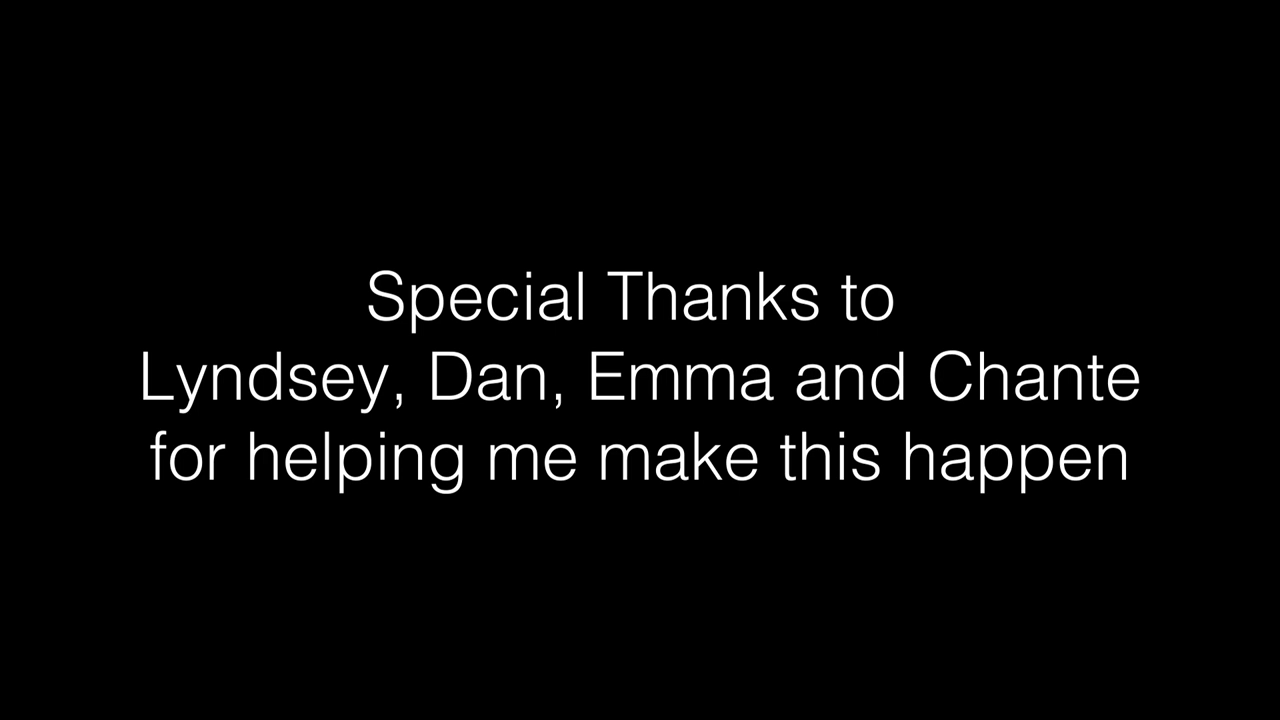 Special Thanks to
Lyndsey, Dan, Emma and Chante
for helping me make this happen